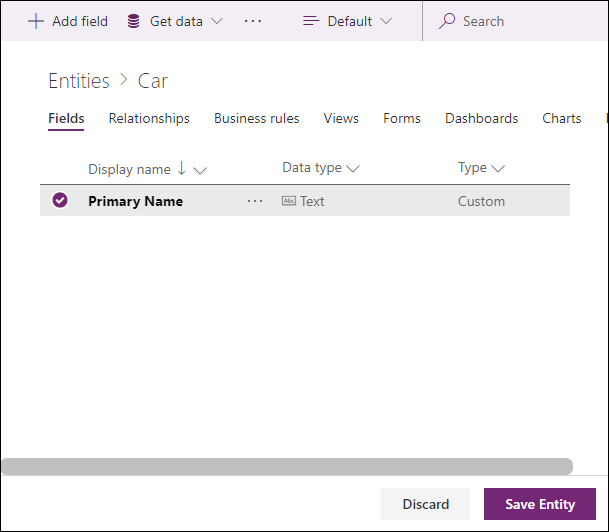 Add field Get data ... Default Search
Entities > Car
Fields Relationships Business rules Views Forms Dashboards Charts
Display name Data type Type
Primary Name ... Abc Text Custom
Discard Save Entity